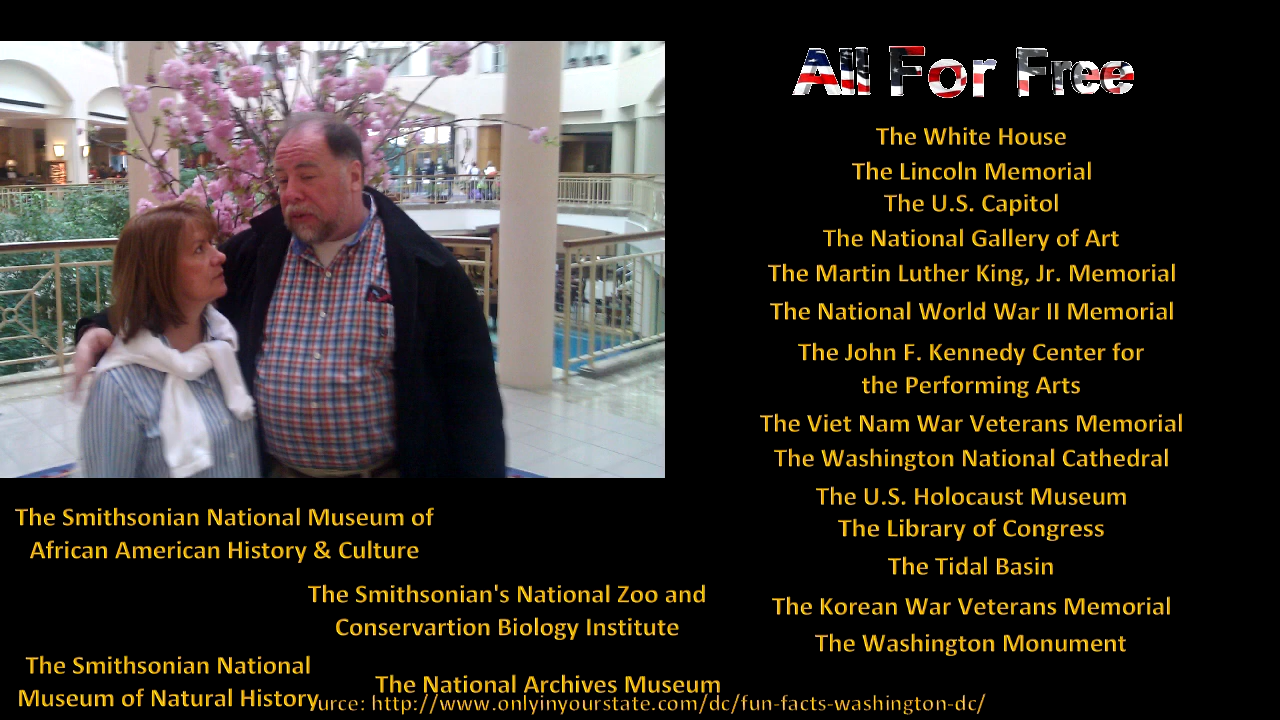 All For Free
The White House
The Lincoln Memorial
The U.S. Capitol
The National Gallery of Art
The Martin Luther King, Jr. Memorial
The National World War II Memorial
The John F. Kennedy Center for
the Performing Arts
The Viet Nam War Veterans Memorial
The Washington National Cathedral
The U.S. Holocaust Museum
The Library of Congress
The Tidal Basin
The Korean War Veterans Memorial
The Washington Monument
The Smithsonian National Museum of
African American History & Culture
The Smithsonian's National Zoo and
Conservartion Biology Institute
The Smithsonian National
Museum of Natural History
The National Archives Museum
urce: http://www.onlyinyourstate.com/dc/fun-facts-washington-dc/